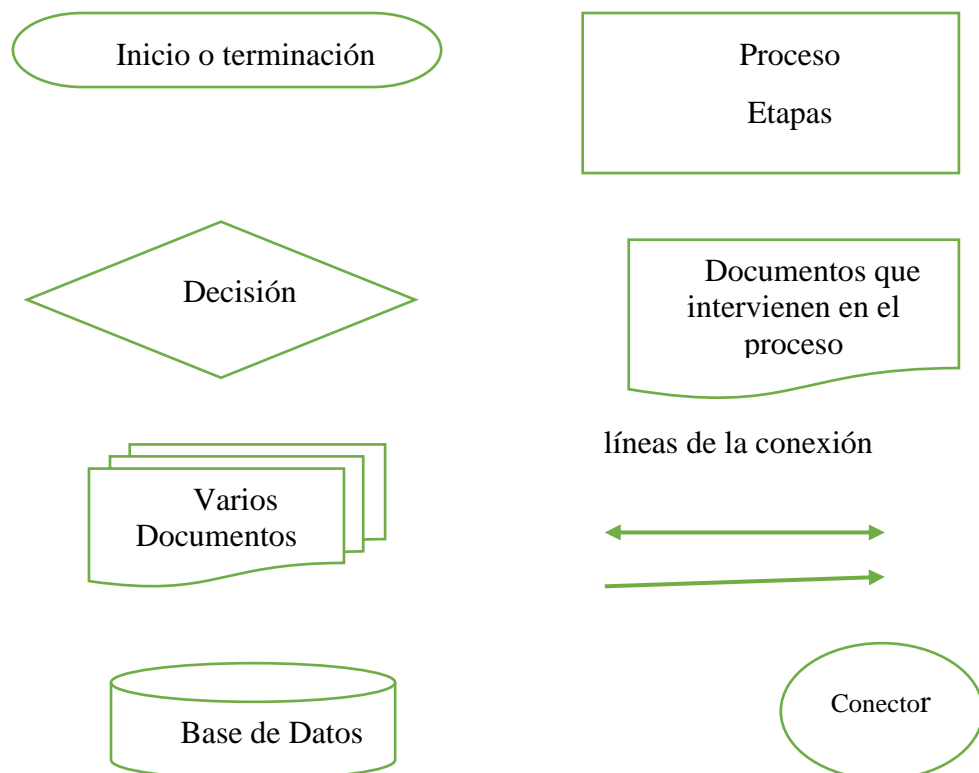 Inicio o terminación
Proceso
Etapas
Decisión
Documentos que
intervienen en el
proceso
Varios
Documentos
líneas de la conexión
Base de Datos
Conector